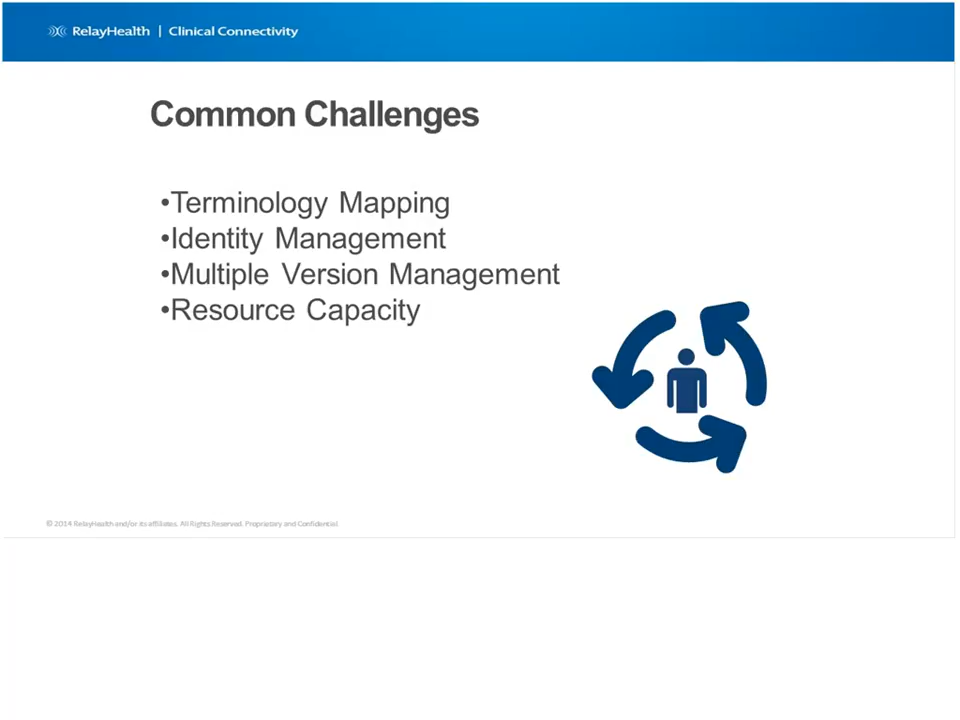 RelayHealth | Clinical Connectivity
Common Challenges
•Terminology Mapping
•Identity Management
•Multiple Version Management
•Resource Capacity
© 2014 RelayHealth and/or its affiliates. All Rights Reserved. Proprietary and Confidential.